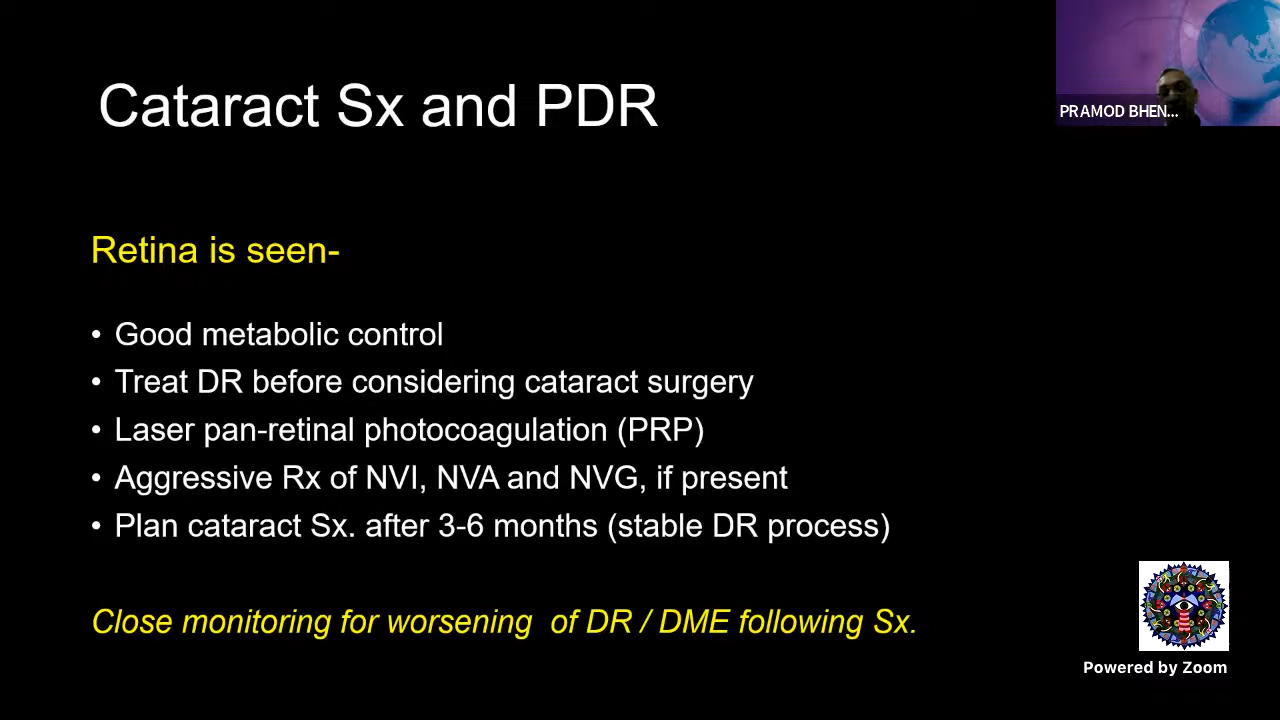 Cataract Sx and PDR
PRAMOD BHEN...
Retina is seen-
• Good metabolic control
• Treat DR before considering cataract surgery
• Laser pan-retinal photocoagulation (PRP)
• Aggressive Rx of NVI, NVA and NVG, if present
• Plan cataract Sx. after 3-6 months (stable DR process)
Close monitoring for worsening of DR / DME following Sx.
Powered by Zoom